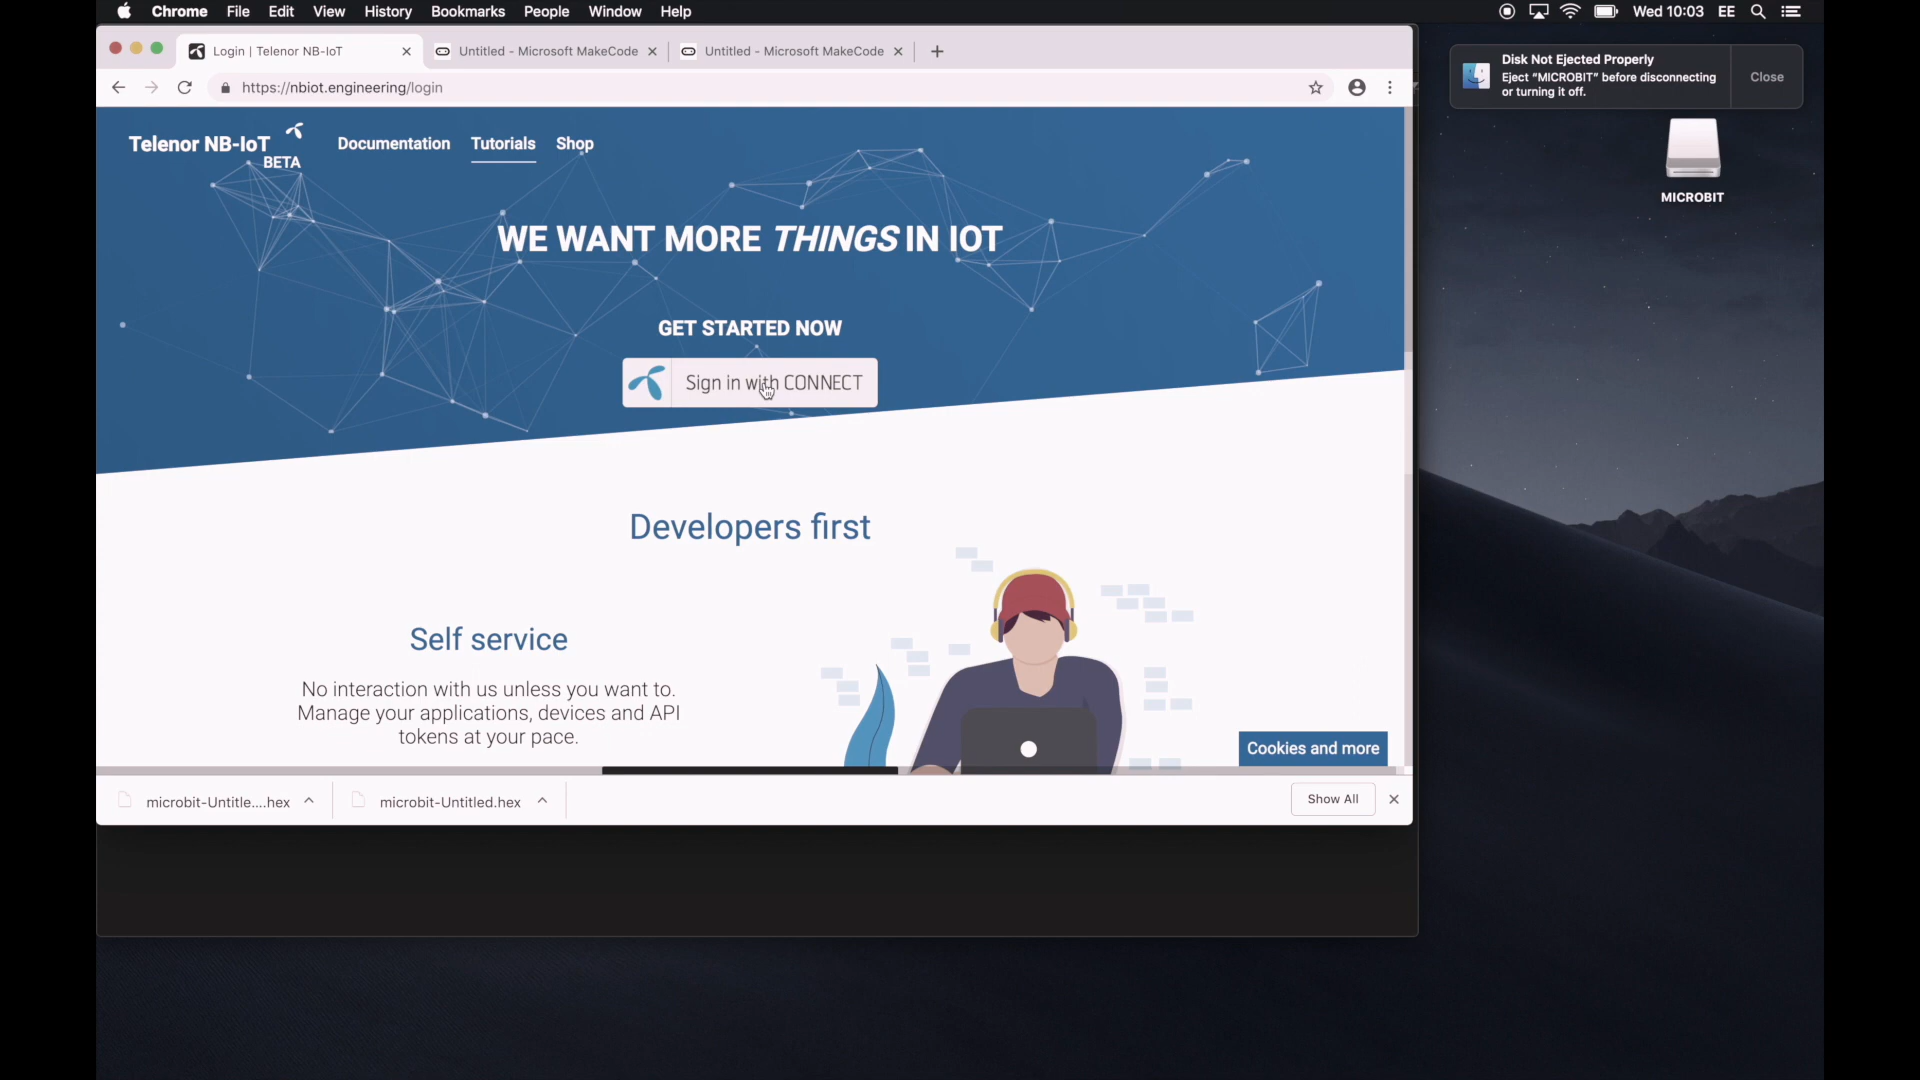 Chrome File Edit View History Bookmarks People Window Help
Wed 10:03 EE
Login | Telenor NB-IoT
Untitled - Microsoft MakeCode
Untitled - Microsoft MakeCode
https://nbiot.engineering/login
Disk Not Ejected Properly
Eject “MICROBIT” before disconnecting
or turning it off.
Close
MICROBIT
Telenor NB-IoT
BETA
Documentation Tutorials Shop
WE WANT MORE THINGS IN IOT
GET STARTED NOW
Sign in with CONNECT
Developers first
Self service
No interaction with us unless you want to.
Manage your applications, devices and API
tokens at your pace.
Cookies and more
microbit-Untitle....hex
microbit-Untitled.hex
Show All